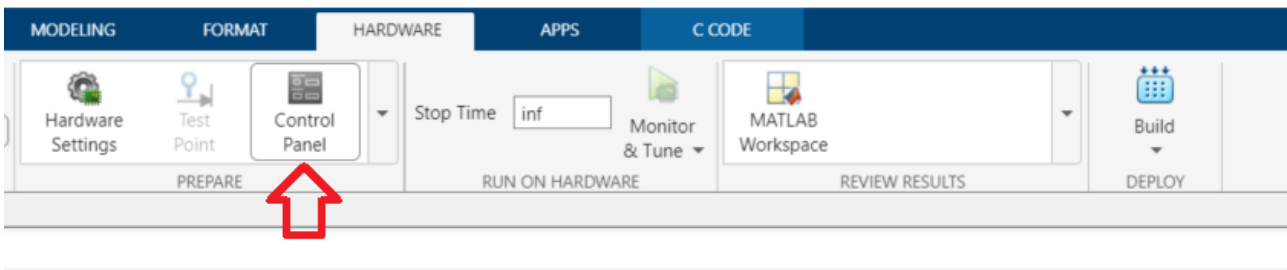 MODELING FORMAT HARDWARE APPS C CODE
Hardware Settings
Test Point
Control Panel
Stop Time inf
Monitor & Tune
MATLAB Workspace
Build
PREPARE RUN ON HARDWARE REVIEW RESULTS DEPLOY